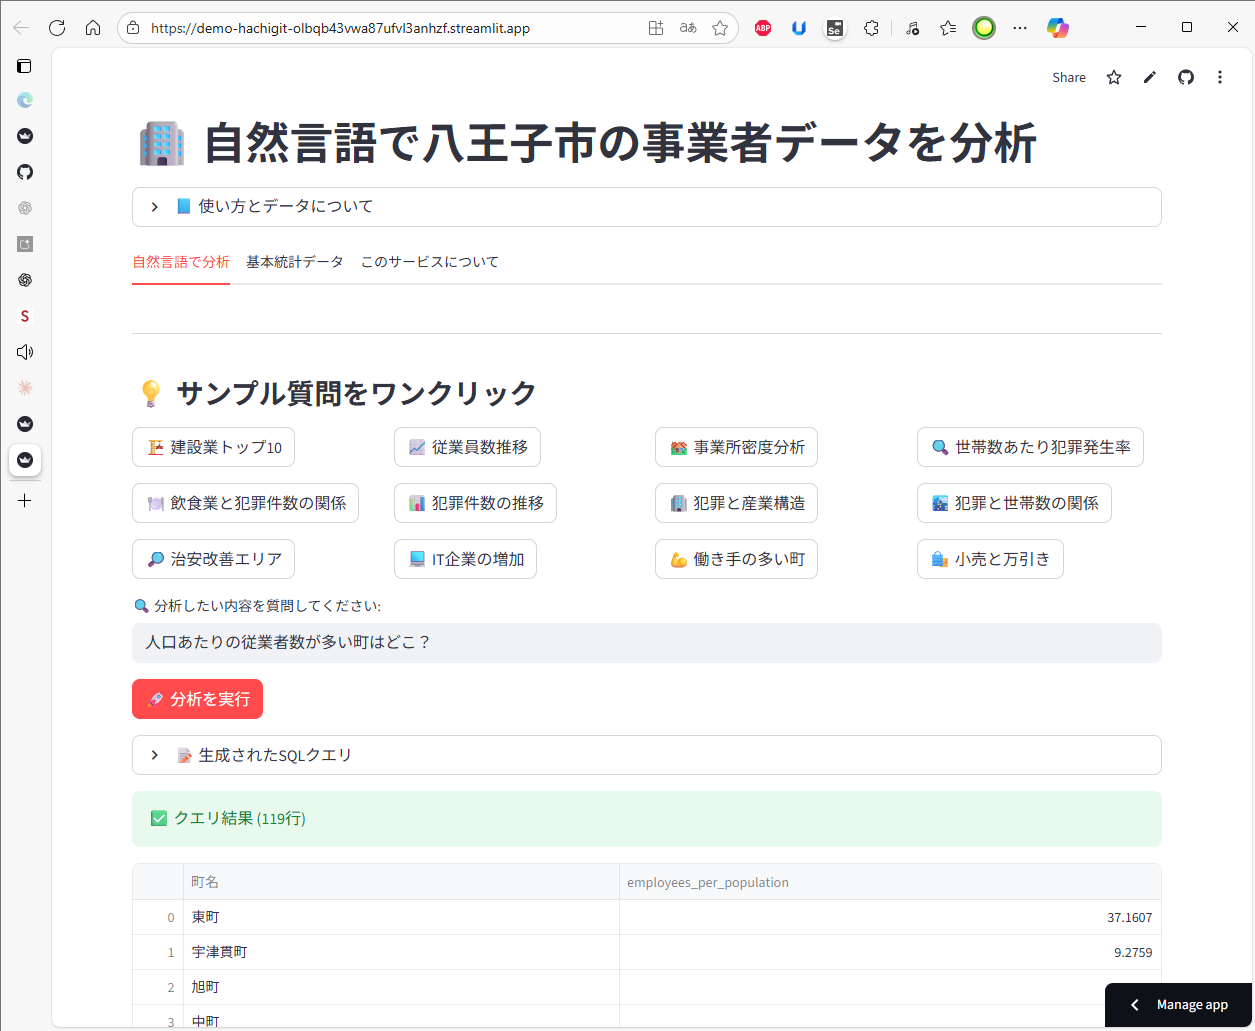 https://demo-hachigit-olbqb43vwa87ufvl3anhzf.streamlit.app
Share
自然言語で八王子市の事業者データを分析
使い方とデータについて
自然言語で分析 基本統計データ このサービスについて
サンプル質問をワンクリック
建設業トップ10 従業員数推移 事業所密度分析 世帯数あたり犯罪発生率
飲食業と犯罪件数の関係 犯罪件数の推移 犯罪と産業構造 犯罪と世帯数の関係
治安改善エリア IT企業の増加 働き手の多い町 小売と万引き
分析したい内容を質問してください:
人口あたりの従業者数が多い町はどこ？
分析を実行
生成されたSQLクエリ
クエリ結果 (119行)
町名 employees_per_population
0 東町 37.1607
1 宇津貫町 9.2759
2 旭町
3 中町
Manage app